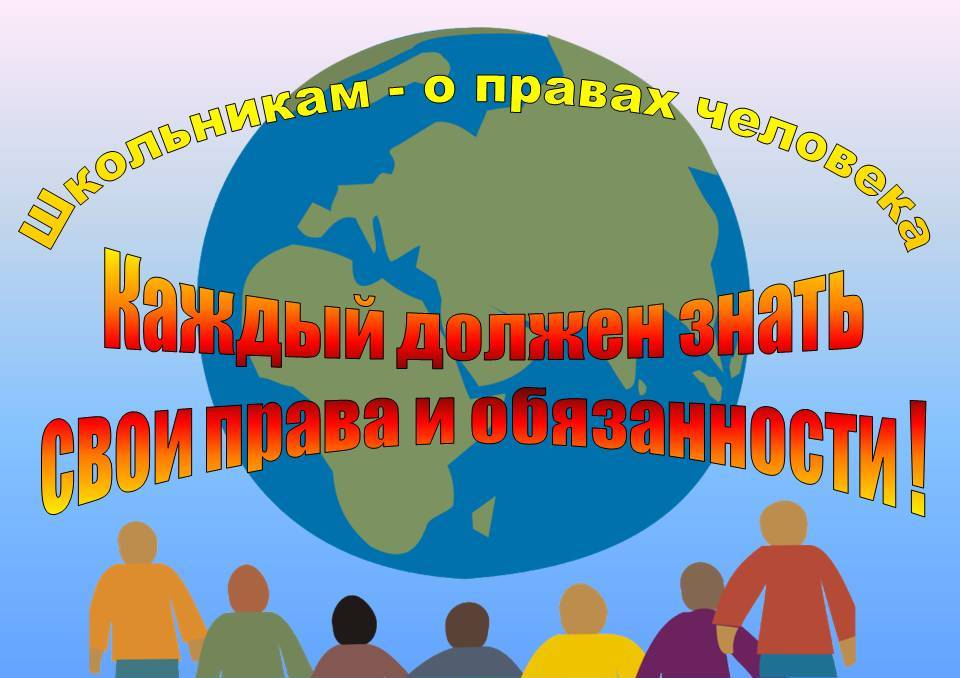 Школьникам - о правах человека
Каждый должен знать
свои права и обязанности!